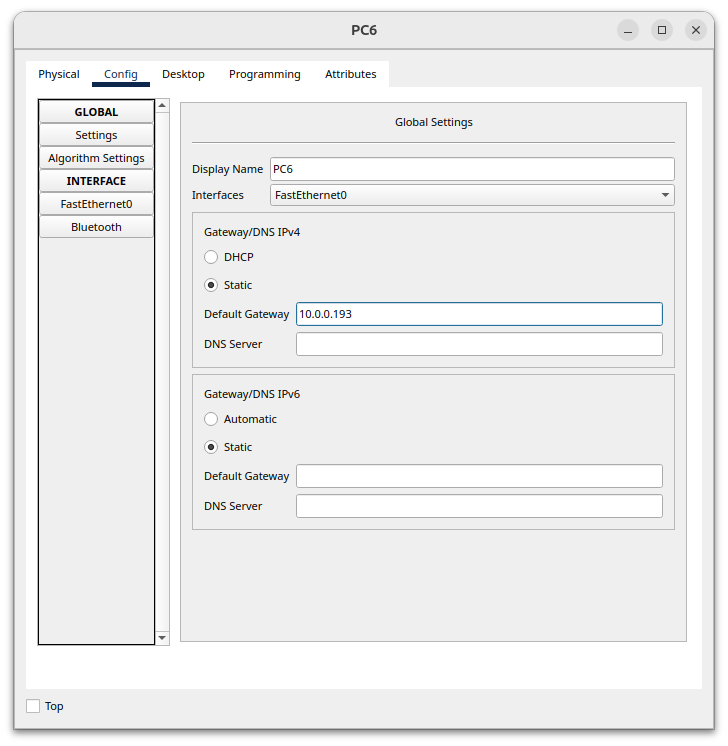 PC6
Physical Config Desktop Programming Attributes
GLOBAL
Settings
Algorithm Settings
INTERFACE
FastEthernet0
Bluetooth
Global Settings
Display Name PC6
Interfaces FastEthernet0
Gateway/DNS IPv4
DHCP
Static
Default Gateway 10.0.0.193
DNS Server
Gateway/DNS IPv6
Automatic
Static
Default Gateway
DNS Server
Top